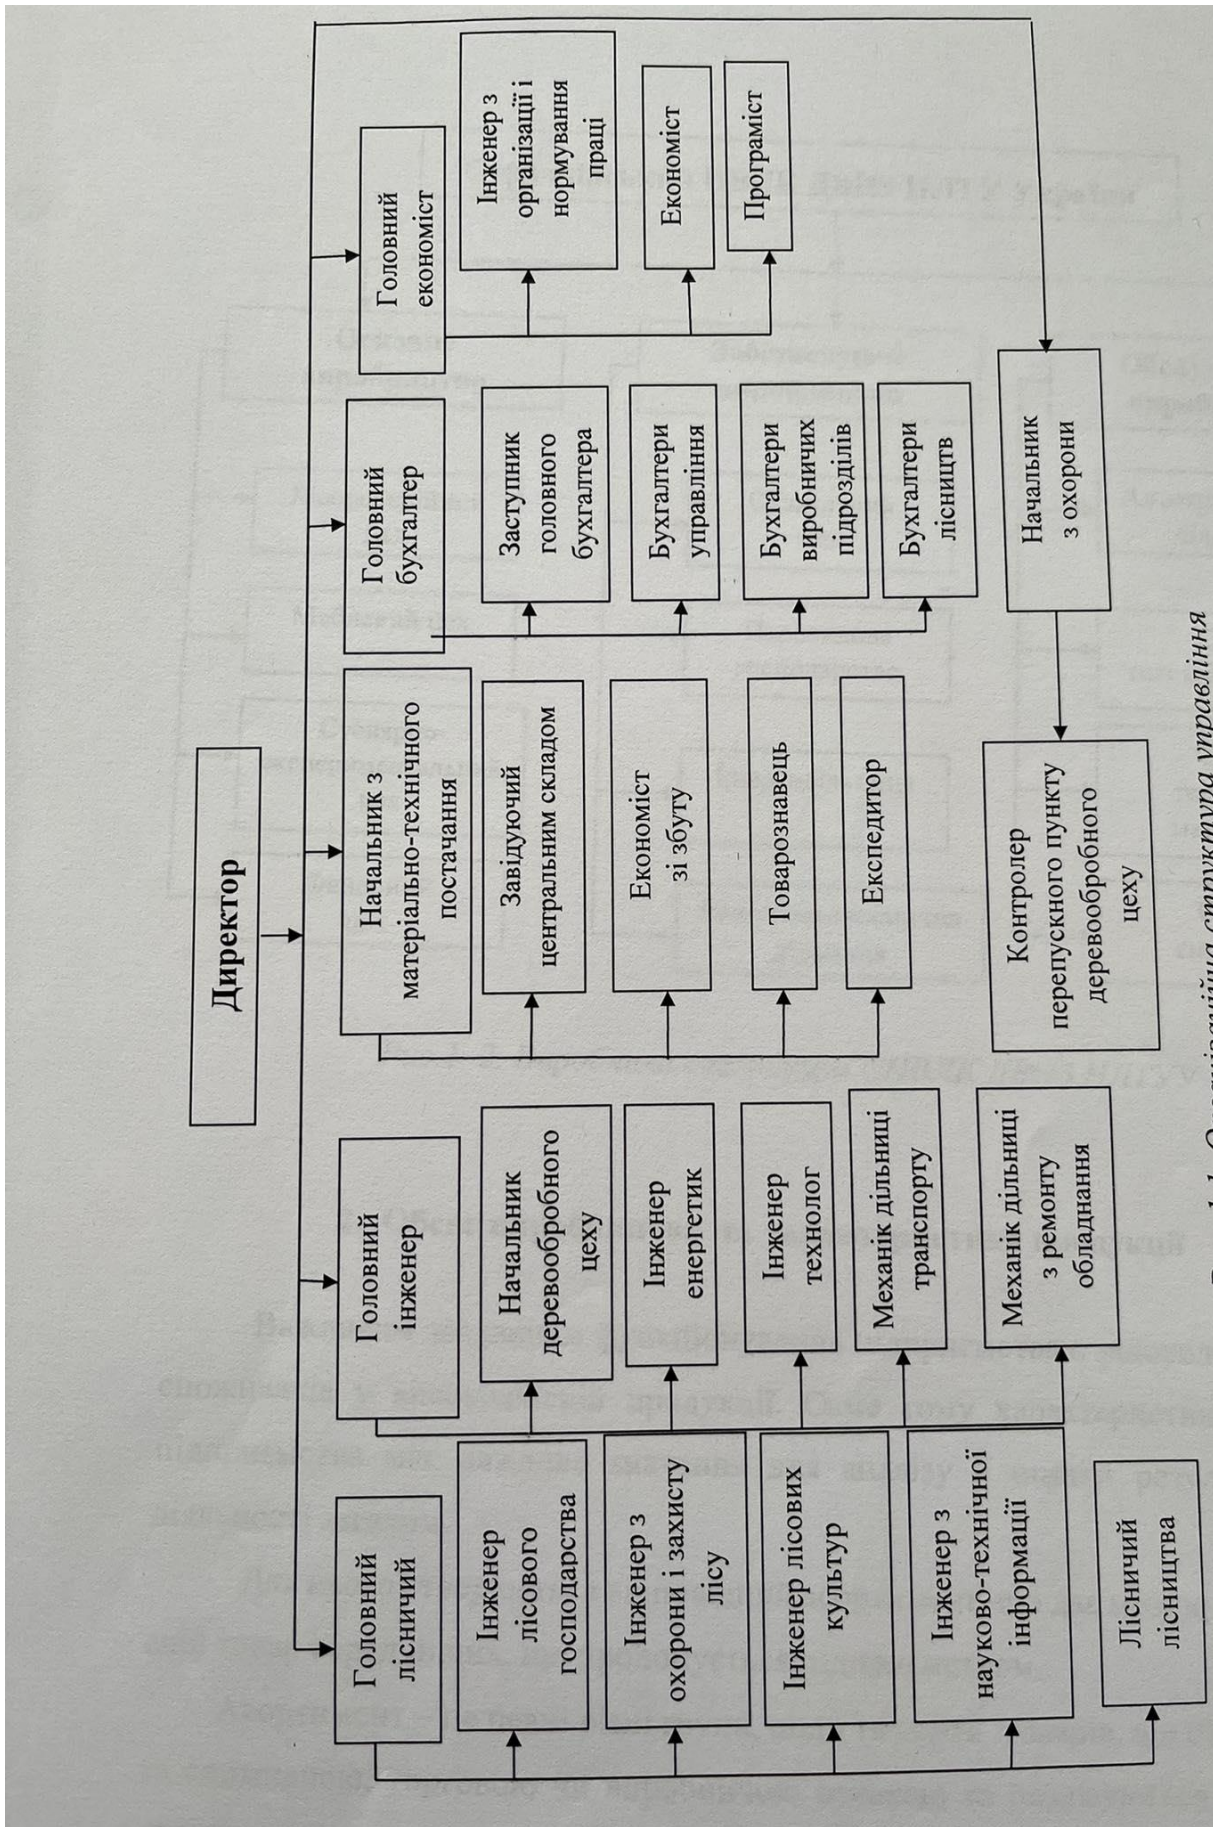 Директор
Головний
лісничий
Головний
інженер
Начальник з
матеріально-технічного
постачання
Головний
бухгалтер
Головний
економіст
Інженер
лісового
господарства
Інженер з
охорони і захисту
лісу
Інженер лісових
культур
Інженер з
науково-технічної
інформації
Лісничий
лісництва
Начальник
деревообробного
цеху
Інженер
енергетик
Інженер
технолог
Механік дільниці
транспорту
Механік дільниці
з ремонту
обладнання
Завідуючий
центральним складом
Економіст
зі збуту
Товарознавець
Експедитор
Заступник
головного
бухгалтера
Бухгалтери
управління
Бухгалтери
виробничих
підрозділів
Бухгалтери
лісництв
Інженер з
організації і
нормування
праці
Економіст
Програміст
Начальник
з охорони
Контролер
перепускного пункту
деревообробного
цеху
Організаційна структура управління